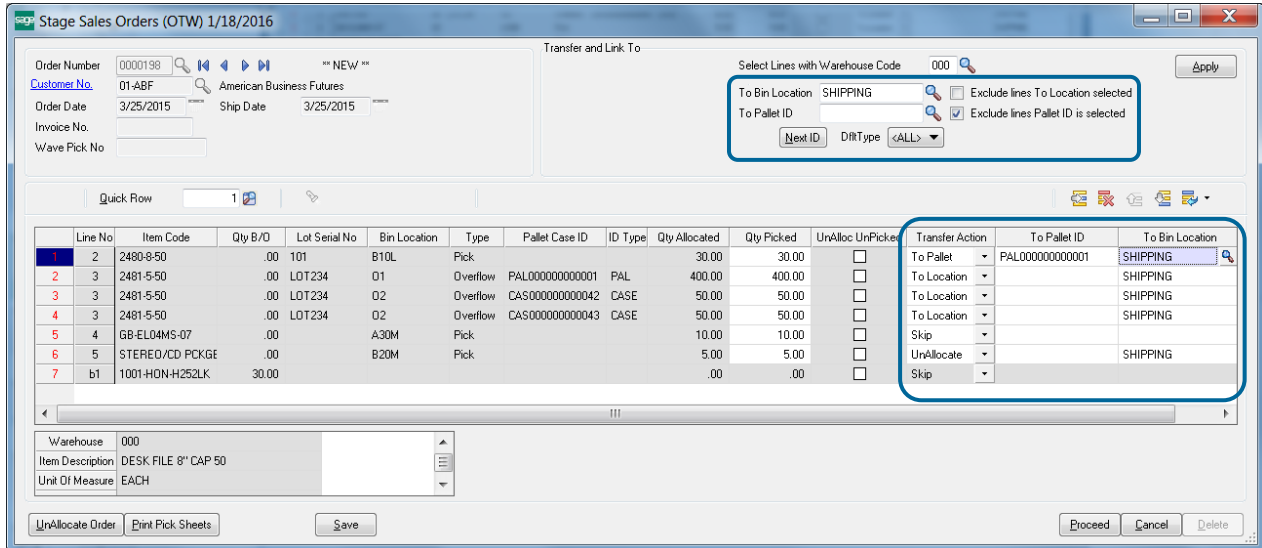 sage Stage Sales Orders (OTW) 1/18/2016
Transfer and Link To
Order Number 0000198 ** NEW **
Select Lines with Warehouse Code 000 Apply
Customer No. 01-ABF American Business Futures
To Bin Location SHIPPING Exclude lines To Location selected
Order Date 3/25/2015 Ship Date 3/25/2015
To Pallet ID Exclude lines Pallet ID is selected
Invoice No.
Next ID DfltType <ALL>
Wave Pick No
Quick Row 1
Line No Item Code Qty B/O Lot Serial No Bin Location Type Pallet Case ID ID Type Qty Allocated Qty Picked UnAlloc UnPicked Transfer Action To Pallet ID To Bin Location
1 2 2480-8-50 .00 101 B10L Pick 30.00 30.00 To Pallet PAL000000000001 SHIPPING
2 3 2481-5-50 .00 LOT234 01 Overflow PAL000000000001 PAL 400.00 400.00 To Location SHIPPING
3 3 2481-5-50 .00 LOT234 02 Overflow CAS000000000042 CASE 50.00 50.00 To Location SHIPPING
4 3 2481-5-50 .00 LOT234 02 Overflow CAS000000000043 CASE 50.00 50.00 To Location SHIPPING
5 4 GB-EL04MS-07 .00 A30M Pick 10.00 10.00 Skip
6 5 STEREO/CD PCKGE .00 B20M Pick 5.00 5.00 UnAllocate SHIPPING
7 b1 1001-HON-H252LK 30.00 .00 .00 Skip
Warehouse 000
Item Description DESK FILE 8" CAP 50
Unit Of Measure EACH
UnAllocate Order Print Pick Sheets Save Proceed Cancel Delete